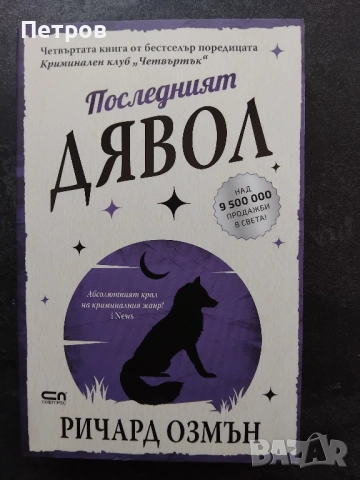 Петров
Четвъртата книга от бестселър поредицата
Криминален клуб „Четвъртък“
Последният
ДЯВОЛ
НАД
9 500 000
ПРОДАЖБИ
В СВЕТА!
Абсолютният крал
на криминалния жанр!
i News
СОФТПРЕС
РИЧАРД ОЗМЪН
BAZAR